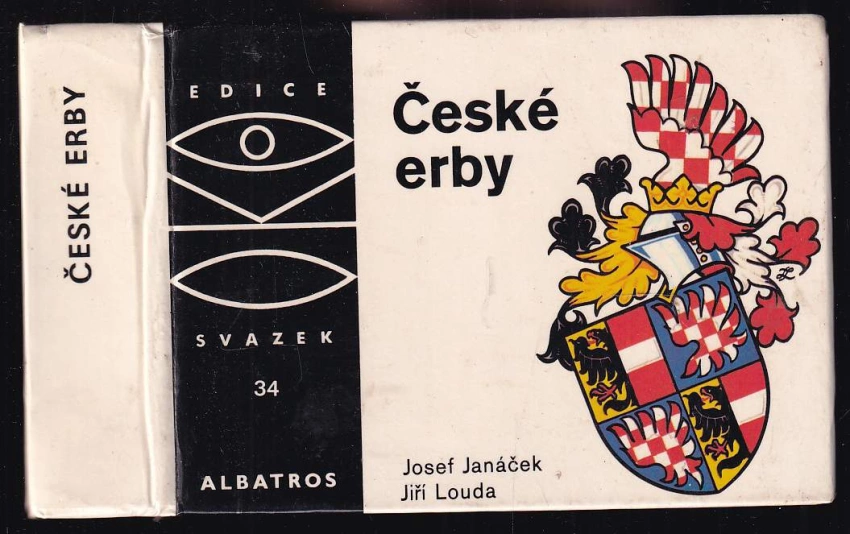 ČESKÉ ERBY
EDICE
SVAZEK
34
ALBATROS
České
erby
Josef Janáček
Jiří Louda